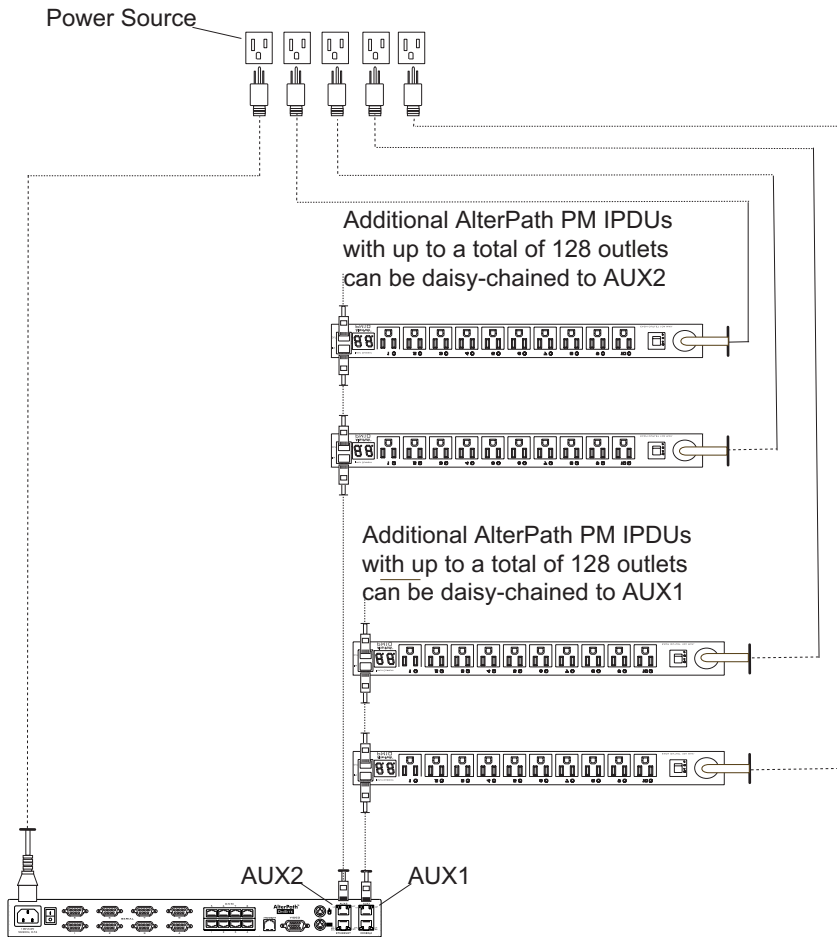 Power Source
Additional AlterPath PM IPDUs
with up to a total of 128 outlets
can be daisy-chained to AUX2
Additional AlterPath PM IPDUs
with up to a total of 128 outlets
can be daisy-chained to AUX1
AUX2
AUX1
AlterPath
SERIAL